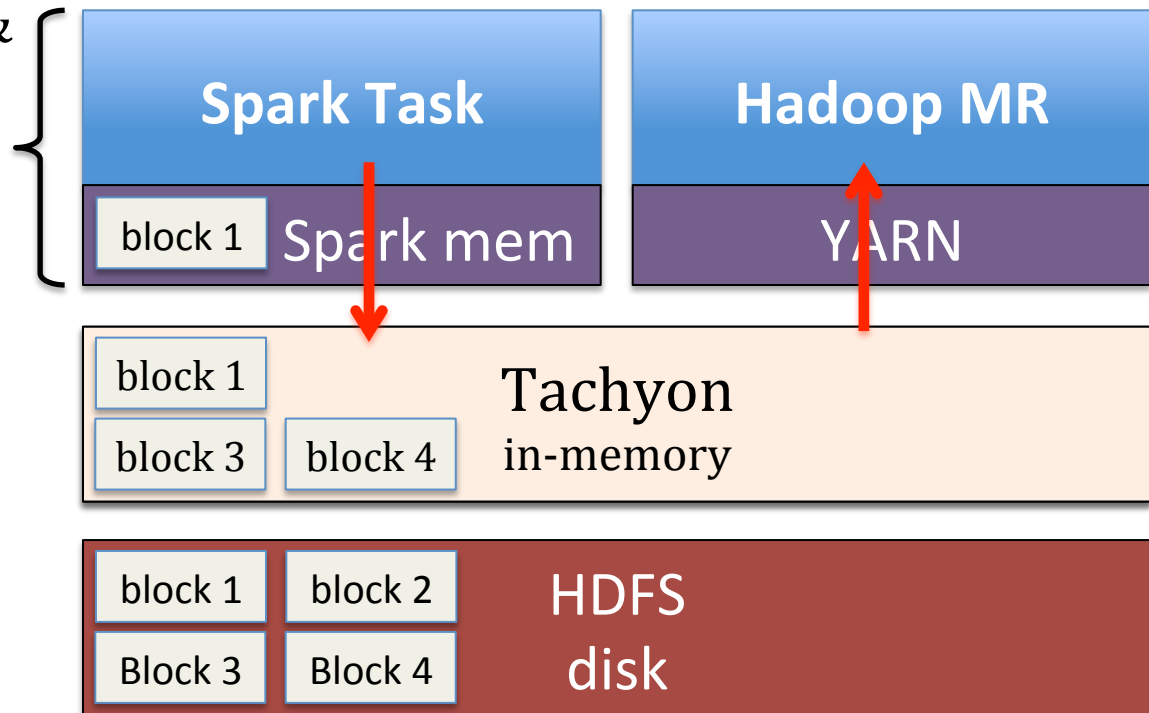 &
Spark Task
Hadoop MR
block 1
Spark mem
YARN
block 1
Tachyon
block 3
block 4
in-memory
block 1
block 2
HDFS
Block 3
Block 4
disk